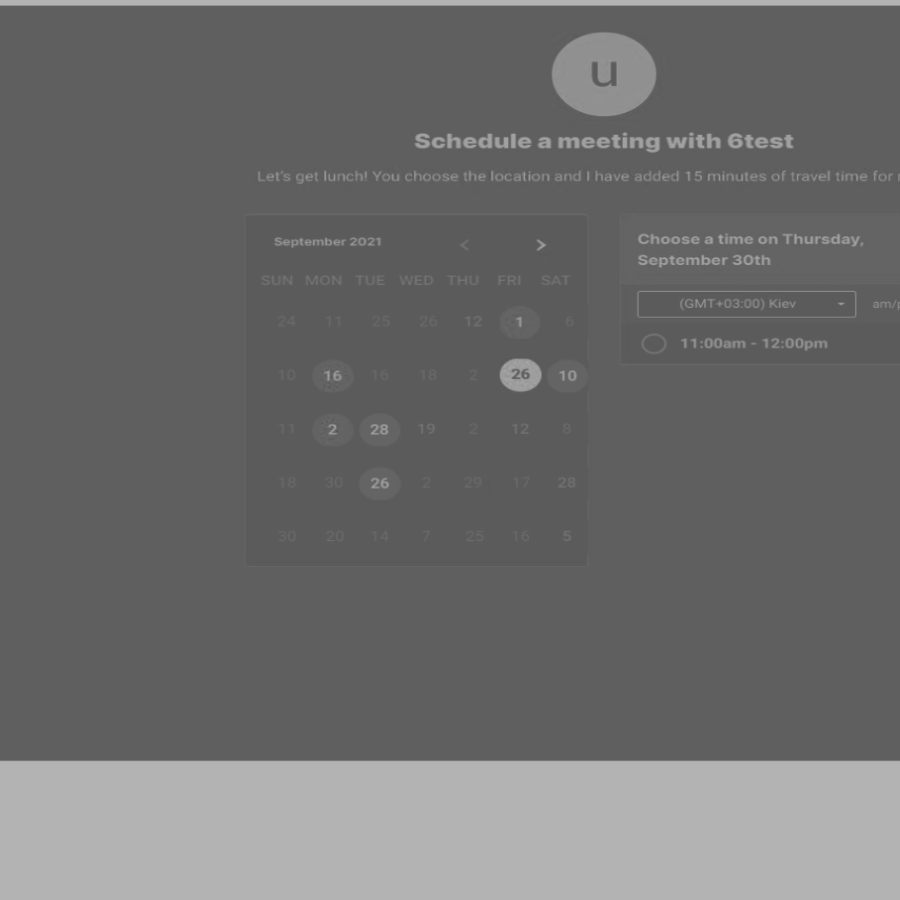 u
Schedule a meeting with 6test
Let's get lunch! You choose the location and I have added 15 minutes of travel time for
September 2021 < >
SUN MON TUE WED THU FRI SAT
24 11 25 26 12 1 6
10 16 16 18 2 26 10
11 2 28 19 2 12 8
18 30 26 2 29 17 28
30 20 14 7 25 16 5
Choose a time on Thursday,
September 30th
(GMT+03:00) Kiev am/
11:00am - 12:00pm